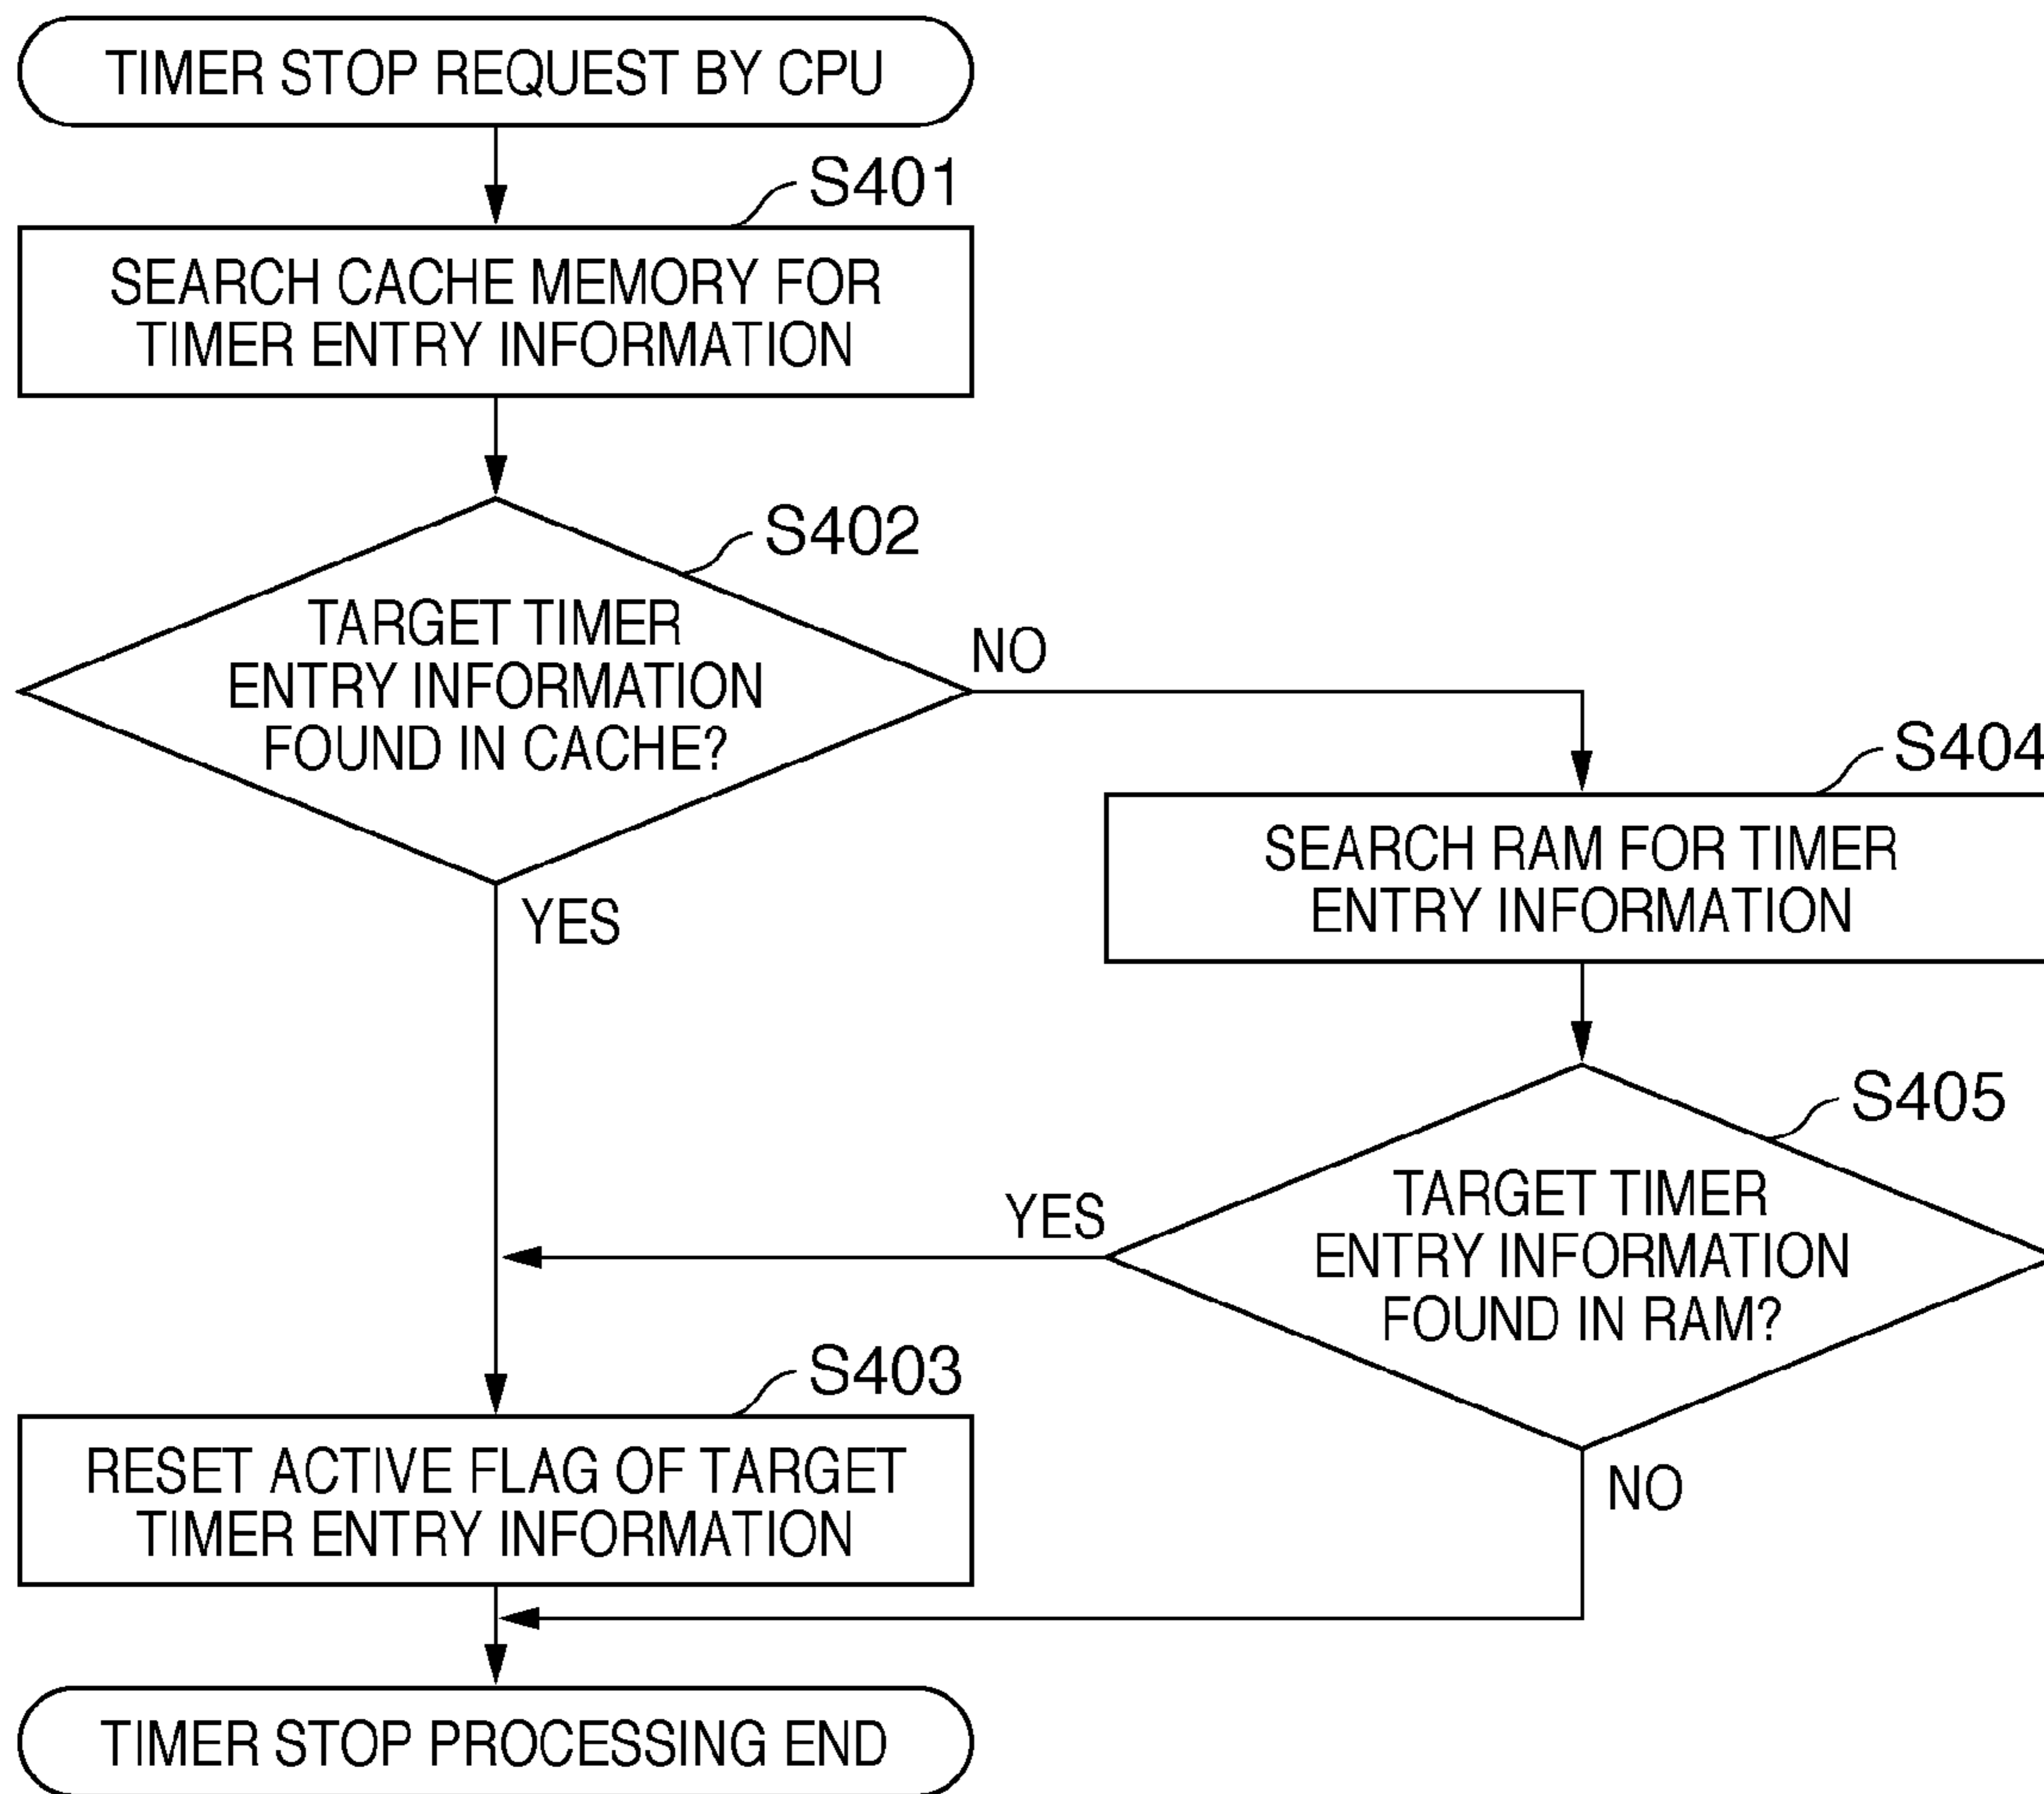 TIMER STOP REQUEST BY CPU
S401
SEARCH CACHE MEMORY FOR
TIMER ENTRY INFORMATION
S402
TARGET TIMER
ENTRY INFORMATION
FOUND IN CACHE?
NO
YES
S404
SEARCH RAM FOR TIMER
ENTRY INFORMATION
S405
TARGET TIMER
ENTRY INFORMATION
FOUND IN RAM?
YES
NO
S403
RESET ACTIVE FLAG OF TARGET
TIMER ENTRY INFORMATION
TIMER STOP PROCESSING END